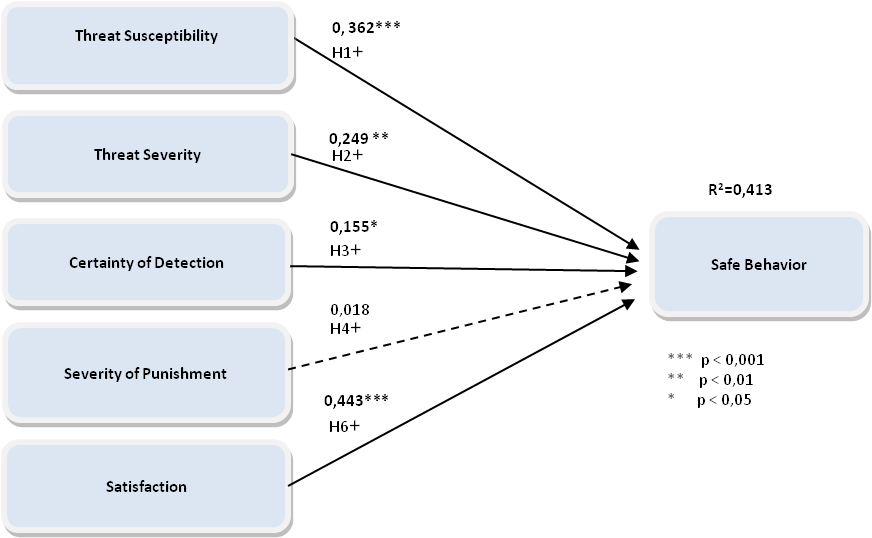 Threat Susceptibility
0, 362***
H1+
Threat Severity
0,249 **
H2+
R²=0,413
Certainty of Detection
0,155*
H3+
Safe Behavior
Severity of Punishment
0,018
H4+
*** p < 0,001
** p < 0,01
* p < 0,05
0,443***
H6+
Satisfaction